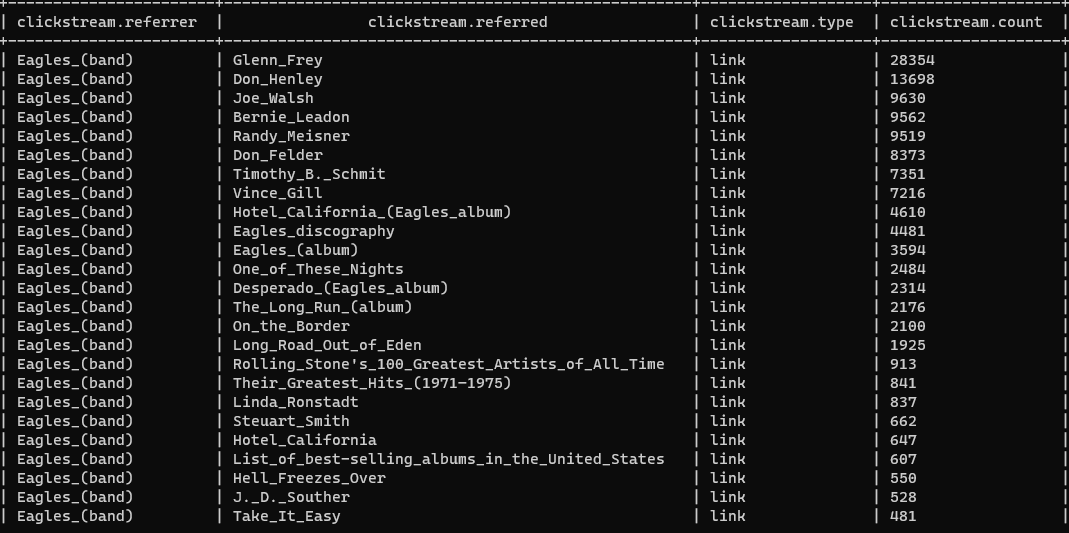 | clickstream.referrer | clickstream.referred | clickstream.type | clickstream.count |
| Eagles_(band) | Glenn_Frey | link | 28354
| Eagles_(band) | Don_Henley | link | 13698
| Eagles_(band) | Joe_Walsh | link | 9630
| Eagles_(band) | Bernie_Leadon | link | 9562
| Eagles_(band) | Randy_Meisner | link | 9519
| Eagles_(band) | Don_Felder | link | 8373
| Eagles_(band) | Timothy_B._Schmit | link | 7351
| Eagles_(band) | Vince_Gill | link | 7216
| Eagles_(band) | Hotel_California_(Eagles_album) | link | 4610
| Eagles_(band) | Eagles_discography | link | 4481
| Eagles_(band) | Eagles_(album) | link | 3594
| Eagles_(band) | One_of_These_Nights | link | 2484
| Eagles_(band) | Desperado_(Eagles_album) | link | 2314
| Eagles_(band) | The_Long_Run_(album) | link | 2176
| Eagles_(band) | On_the_Border | link | 2100
| Eagles_(band) | Long_Road_Out_of_Eden | link | 1925
| Eagles_(band) | Rolling_Stone's_100_Greatest_Artists_of_All_Time | link | 913
| Eagles_(band) | Their_Greatest_Hits_(1971–1975) | link | 841
| Eagles_(band) | Linda_Ronstadt | link | 837
| Eagles_(band) | Steuart_Smith | link | 662
| Eagles_(band) | Hotel_California | link | 647
| Eagles_(band) | List_of_best-selling_albums_in_the_United_States | link | 607
| Eagles_(band) | Hell_Freezes_Over | link | 550
| Eagles_(band) | J._D._Souther | link | 528
| Eagles_(band) | Take_It_Easy | link | 481